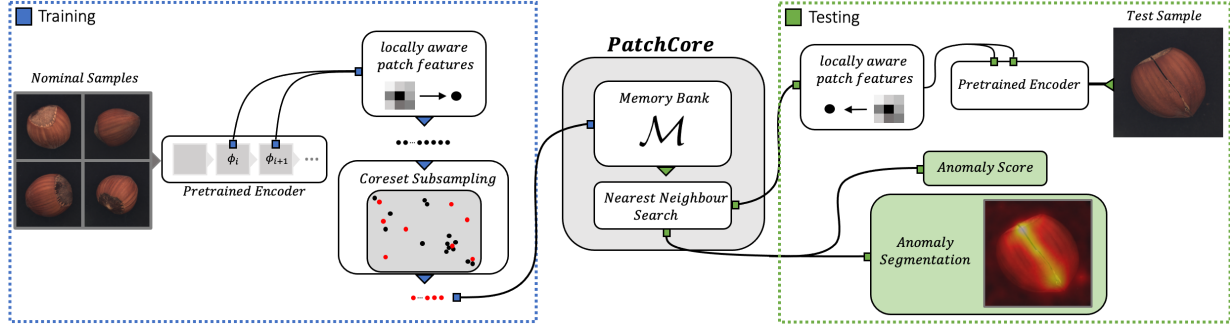 Training
Nominal Samples
ϕi
ϕi+1
Pretrained Encoder
locally aware
patch features
Coreset Subsampling
PatchCore
Memory Bank
ℳ
Nearest Neighbour
Search
Testing
locally aware
patch features
Pretrained Encoder
Test Sample
Anomaly Score
Anomaly
Segmentation